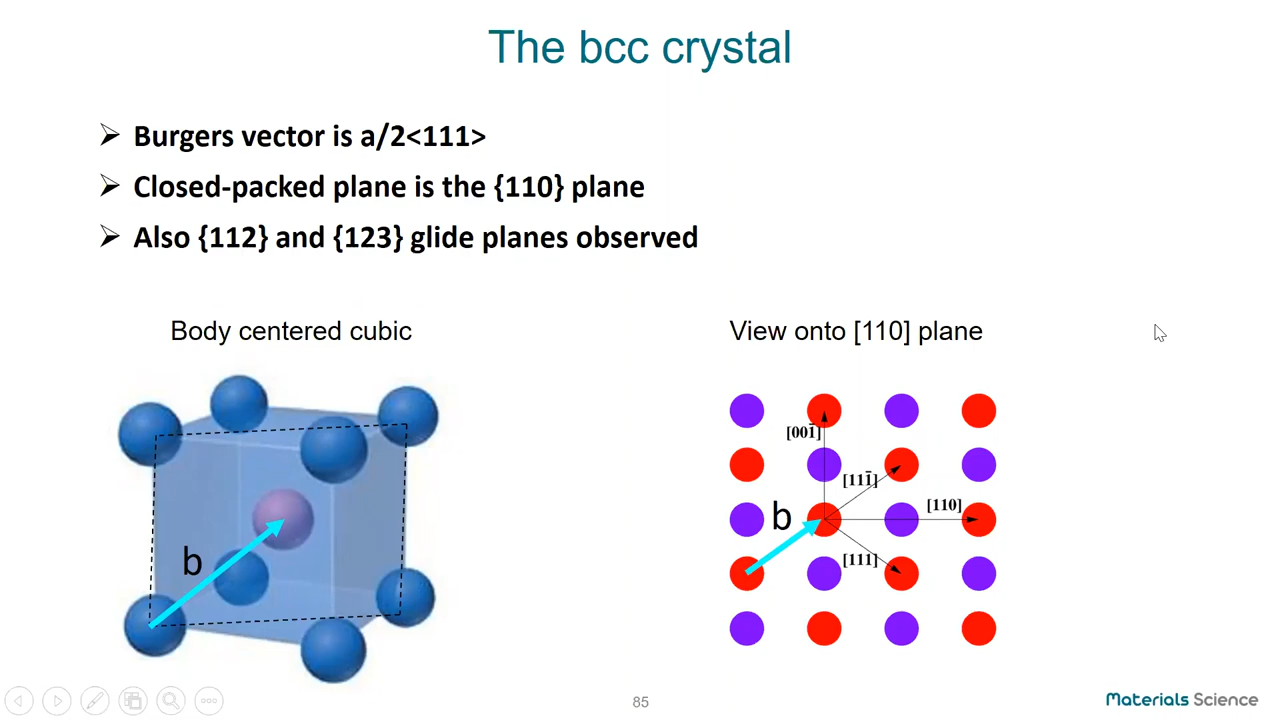 The bcc crystal
➢ Burgers vector is a/2<111>
➢ Closed-packed plane is the {110} plane
➢ Also {112} and {123} glide planes observed
Body centered cubic
View onto [110] plane
b
[001̄]
[111̄]
b
[110]
[111]
85
Materials Science